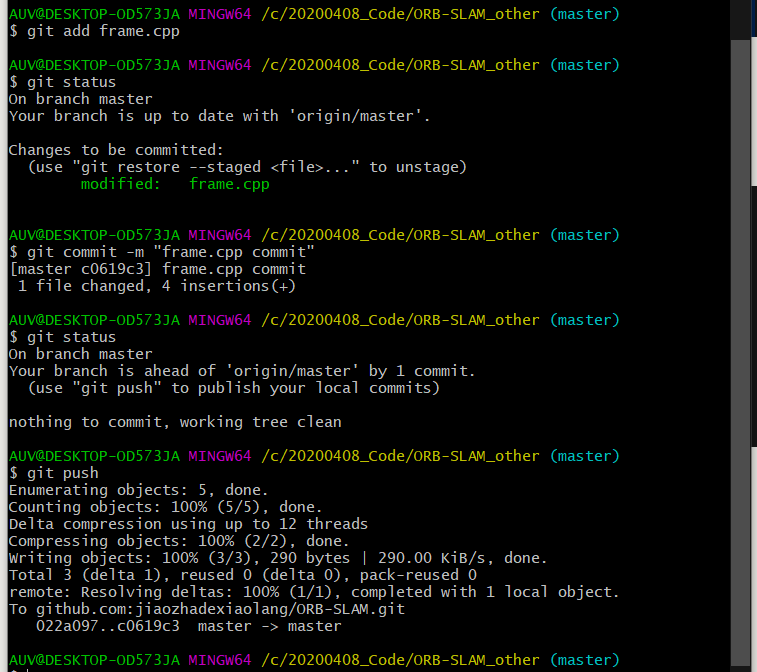 AUV@DESKTOP-OD573JA MINGW64 /c/20200408_Code/ORB-SLAM_other (master)
$ git add frame.cpp
AUV@DESKTOP-OD573JA MINGW64 /c/20200408_Code/ORB-SLAM_other (master)
$ git status
On branch master
Your branch is up to date with 'origin/master'.
Changes to be committed:
  (use "git restore --staged <file>..." to unstage)
        modified:   frame.cpp
AUV@DESKTOP-OD573JA MINGW64 /c/20200408_Code/ORB-SLAM_other (master)
$ git commit -m "frame.cpp commit"
[master c0619c3] frame.cpp commit
 1 file changed, 4 insertions(+)
AUV@DESKTOP-OD573JA MINGW64 /c/20200408_Code/ORB-SLAM_other (master)
$ git status
On branch master
Your branch is ahead of 'origin/master' by 1 commit.
  (use "git push" to publish your local commits)
nothing to commit, working tree clean
AUV@DESKTOP-OD573JA MINGW64 /c/20200408_Code/ORB-SLAM_other (master)
$ git push
Enumerating objects: 5, done.
Counting objects: 100% (5/5), done.
Delta compression using up to 12 threads
Compressing objects: 100% (2/2), done.
Writing objects: 100% (3/3), 290 bytes | 290.00 KiB/s, done.
Total 3 (delta 1), reused 0 (delta 0), pack-reused 0
remote: Resolving deltas: 100% (1/1), completed with 1 local object.
To github.com:jiaozhadexiaolang/ORB-SLAM.git
   022a097..c0619c3  master -> master
AUV@DESKTOP-OD573JA MINGW64 /c/20200408_Code/ORB-SLAM_other (master)